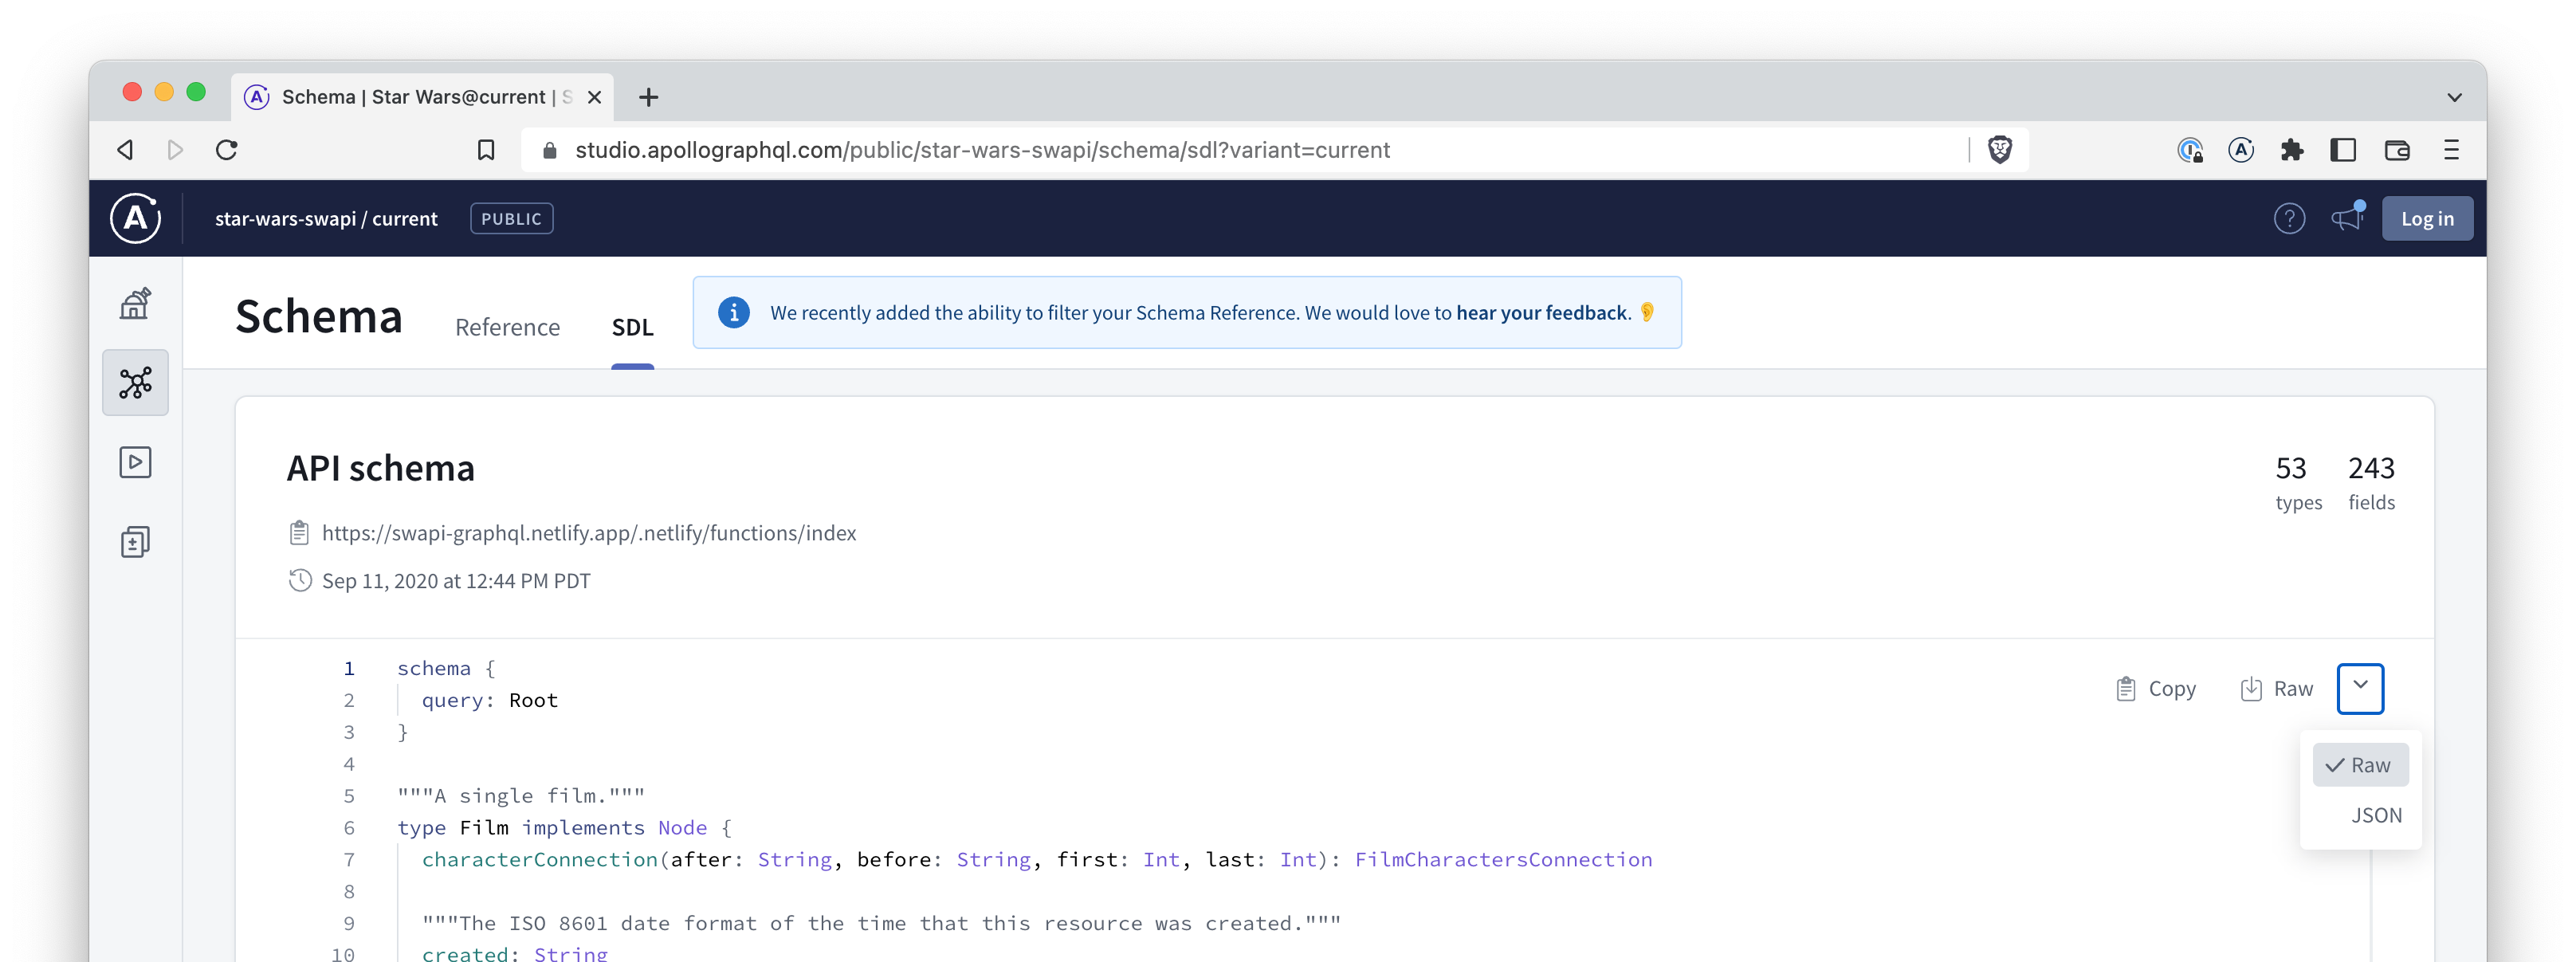 Schema | Star Wars@current | S
studio.apollographql.com/public/star-wars-swapi/schema/sdl?variant=current
star-wars-swapi / current
PUBLIC
Log in
Schema
Reference
SDL
We recently added the ability to filter your Schema Reference. We would love to hear your feedback. 👂
API schema
53 types
243 fields
https://swapi-graphql.netlify.app/.netlify/functions/index
Sep 11, 2020 at 12:44 PM PDT
Copy
Raw
Raw
JSON
1 schema {
2 query: Root
3 }
4
5 """A single film."""
6 type Film implements Node {
7 characterConnection(after: String, before: String, first: Int, last: Int): FilmCharactersConnection
8
9 """The ISO 8601 date format of the time that this resource was created."""
10 created: String